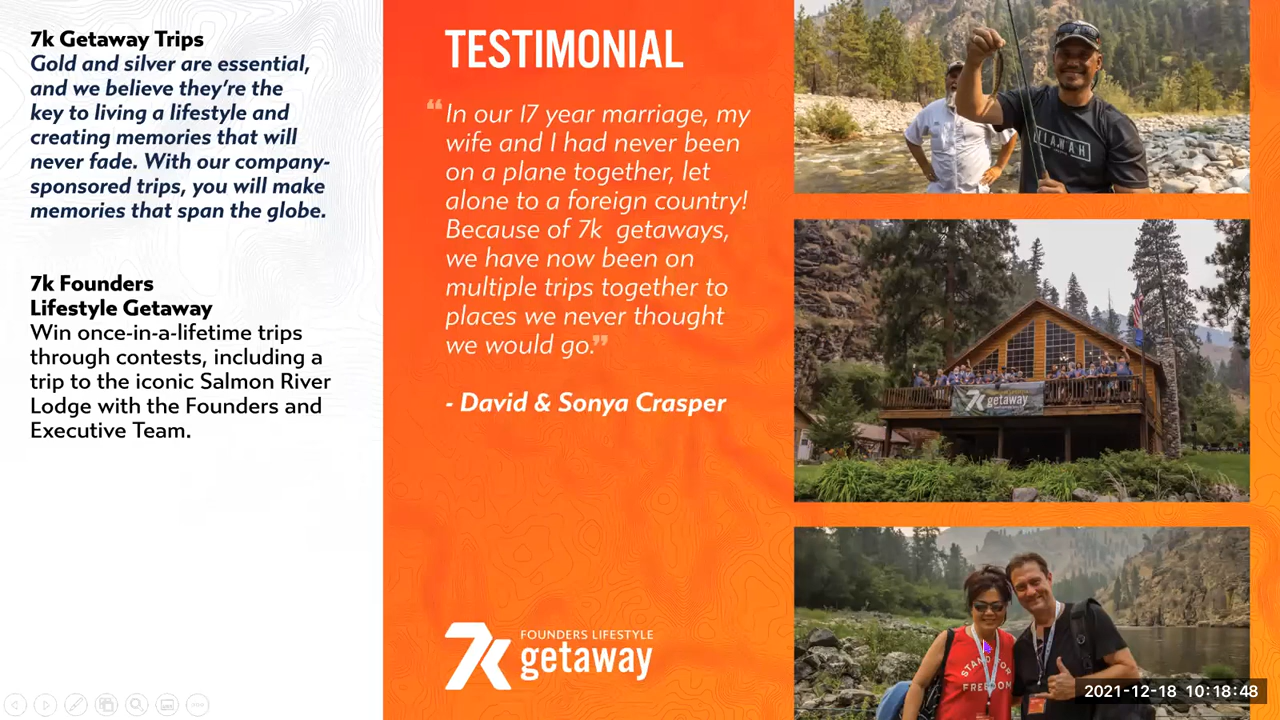 7k Getaway Trips
Gold and silver are essential,
and we believe they're the
key to living a lifestyle and
creating memories that will
never fade. With our company-
sponsored trips, you will make
memories that span the globe.
7k Founders
Lifestyle Getaway
Win once-in-a-lifetime trips
through contests, including a
trip to the iconic Salmon River
Lodge with the Founders and
Executive Team.
TESTIMONIAL
“In our 17 year marriage, my
wife and I had never been
on a plane together, let
alone to a foreign country!
Because of 7k getaways,
we have now been on
multiple trips together to
places we never thought
we would go.”
- David & Sonya Crasper
7k FOUNDERS LIFESTYLE
getaway
7k getaway
STAND FOR
FREEDOM
2021-12-18 10:18:48